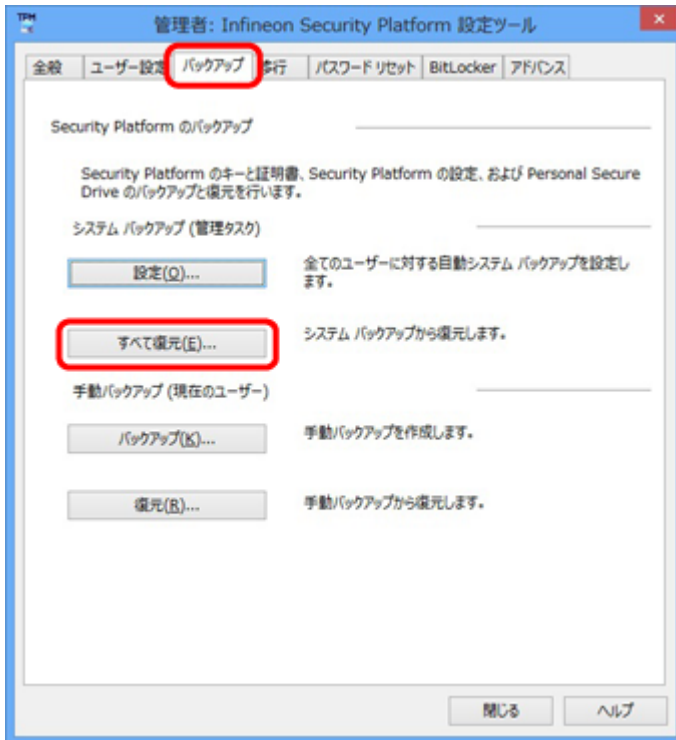 TPM
管理者: Infineon Security Platform 設定ツール
全般 ユーザー設定 バックアップ 移行 パスワード リセット BitLocker アドバンス
Security Platform のバックアップ
Security Platform のキーと証明書、Security Platform の設定、および Personal Secure
Drive のバックアップと復元を行います。
システム バックアップ (管理タスク)
設定(O)...
全てのユーザーに対する自動システム バックアップを設定し
ます。
すべて復元(E)...
システム バックアップから復元します。
手動バックアップ (現在のユーザー)
バックアップ(K)...
手動バックアップを作成します。
復元(R)...
手動バックアップから復元します。
閉じる
ヘルプ